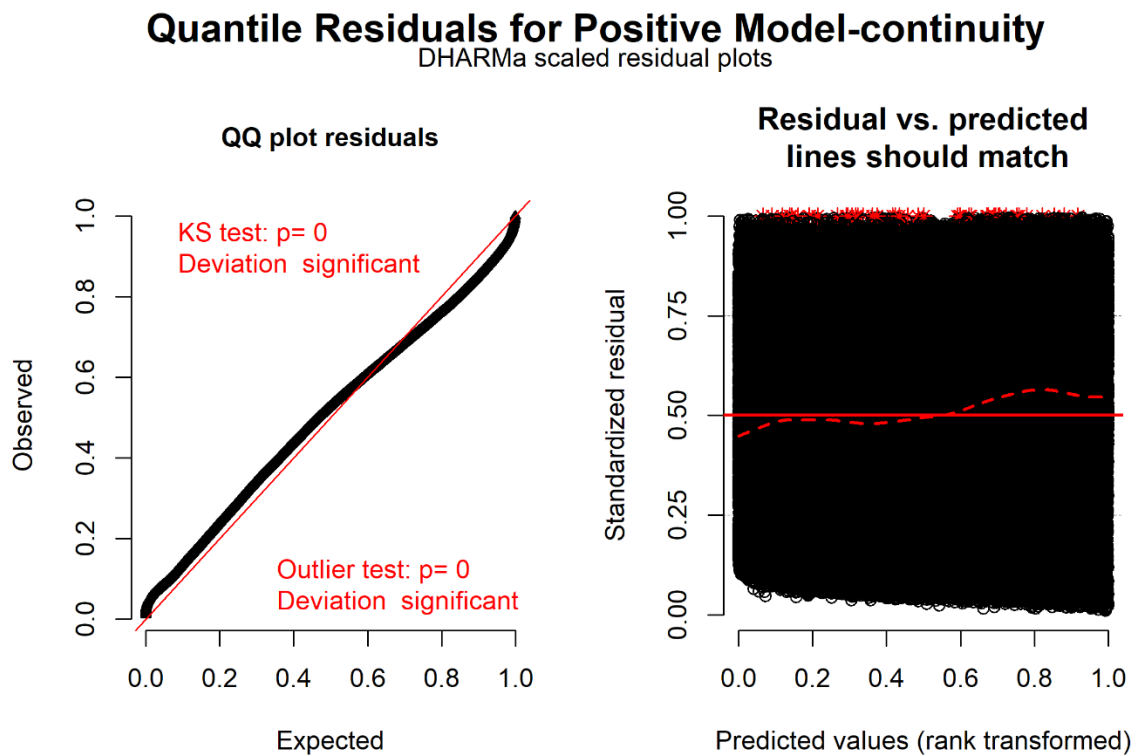 Quantile Residuals for Positive Model-continuity
DHARMa scaled residual plots
QQ plot residuals
KS test: p= 0
Deviation  significant
Outlier test: p= 0
Deviation  significant
Observed
0.0 0.2 0.4 0.6 0.8 1.0
0.0 0.2 0.4 0.6 0.8 1.0
Expected
Residual vs. predicted
lines should match
Standardized residual
0.00 0.25 0.50 0.75 1.00
0.0 0.2 0.4 0.6 0.8 1.0
Predicted values (rank transformed)